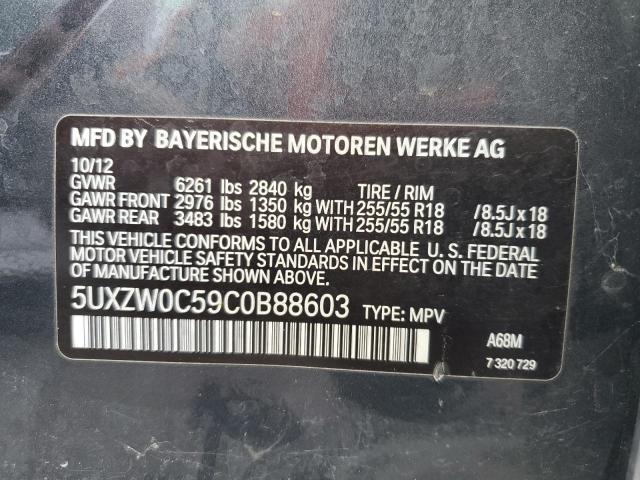 MFD BY BAYERISCHE MOTOREN WERKE AG
10/12
GVWR 6261 lbs 2840 kg TIRE / RIM
GAWR FRONT 2976 lbs 1350 kg WITH 255/55 R18 /8.5J x 18
GAWR REAR 3483 lbs 1580 kg WITH 255/55 R18 /8.5J x 18
THIS VEHICLE CONFORMS TO ALL APPLICABLE U. S. FEDERAL
MOTOR VEHICLE SAFETY STANDARDS IN EFFECT ON THE DATE
OF MANUFACTURE SHOWN ABOVE.
5UXZW0C59C0B88603 TYPE: MPV
A68M
7 320 729